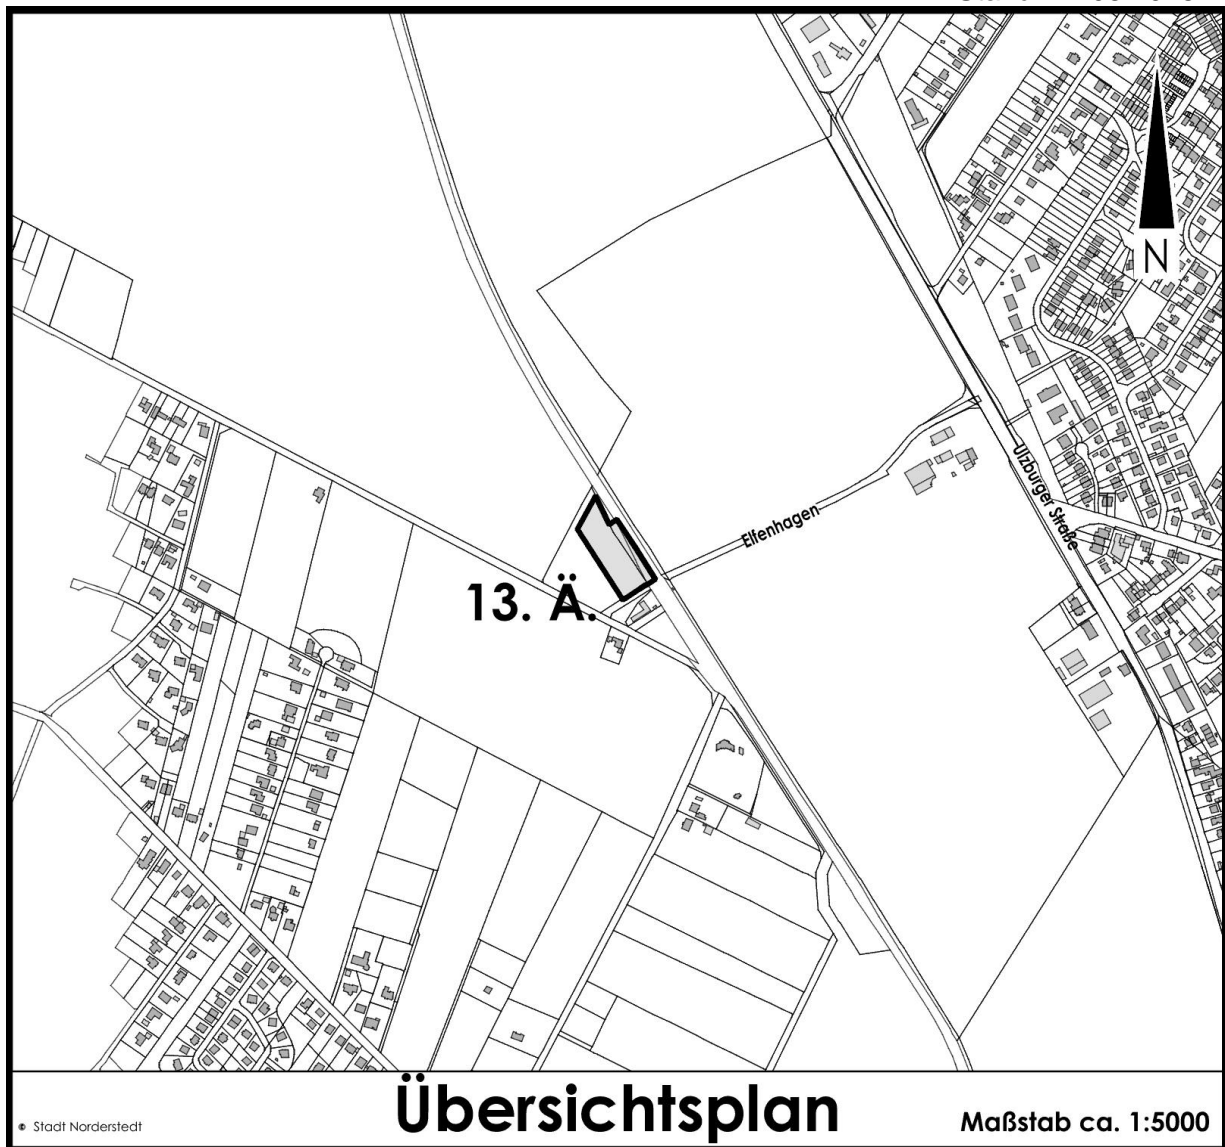 N
Ulzburger Straße
Elfenhagen
13. Ä.
Übersichtsplan
© Stadt Norderstedt
Maßstab ca. 1:5000